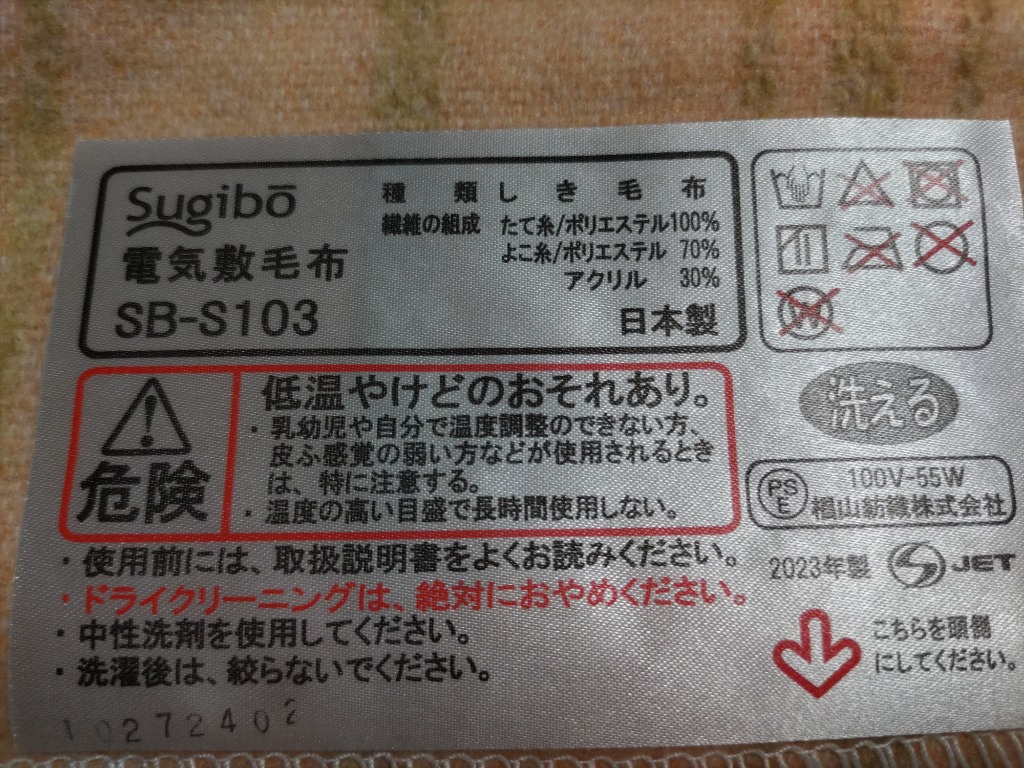 Sugibō
電気敷毛布
SB-S103
種類 しき毛布
繊維の組成 たて糸/ポリエステル100%
よこ糸/ポリエステル 70%
アクリル 30%
日本製
危険
低温やけどのおそれあり。
・乳幼児や自分で温度調整のできない方、
皮ふ感覚の弱い方などが使用されるとき
は、特に注意する。
・温度の高い目盛で長時間使用しない。
洗える
PS
E
100V-55W
椙山紡織株式会社
2023年製
JET
・使用前には、取扱説明書をよくお読みください。
・ドライクリーニングは、絶対におやめください。
・中性洗剤を使用してください。
・洗濯後は、絞らないでください。
こちらを頭側
にしてください。
10272402